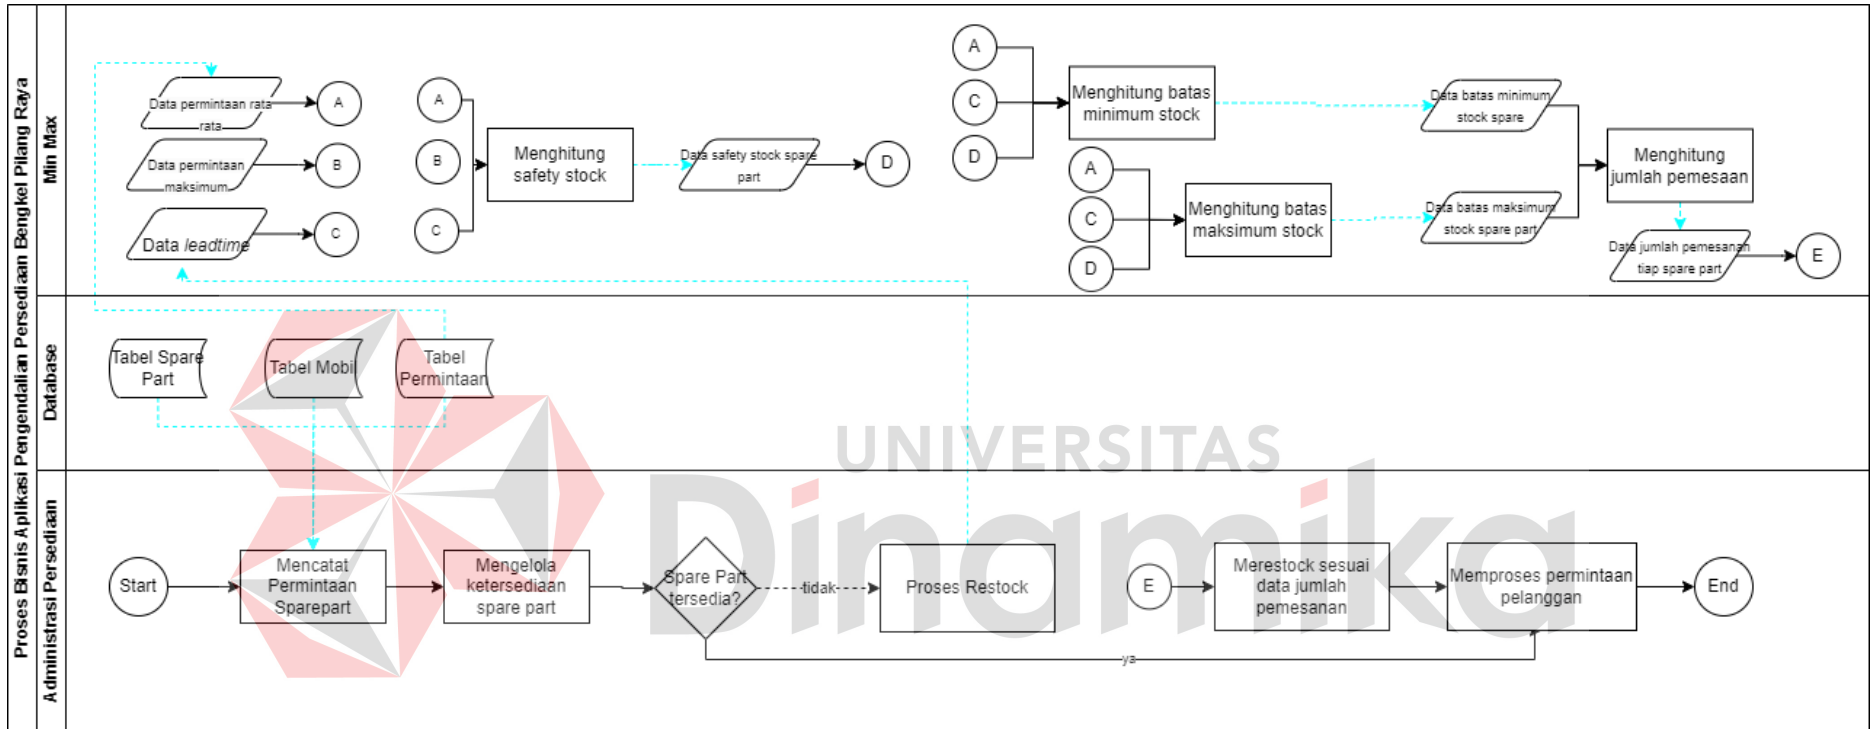 Proses Bisnis Aplikasi Pengendalian Persediaan Bengkel Pilang Raya
Min Max
Data permintaan rata
rata
A
Data permintaan
maksimum
B
Data leadtime
C
A
B
C
Menghitung
safety stock
Data safety stock spare
part
D
A
C
D
Menghitung batas
minimum stock
Data batas minimum
stock spare
A
C
D
Menghitung batas
maksimum stock
Data batas maksimum
stock spare part
Menghitung
jumlah pemesaan
Data jumlah pemesanan
tiap spare part
E
Database
Tabel Spare
Part
Tabel Mobil
Tabel
Permintaan
UNIVERSITAS
Dinamika
Administrasi Persediaan
Start
Mencatat
Permintaan
Sparepart
Mengelola
ketersediaan
spare part
Spare Part
tersedia?
tidak
Proses Restock
E
Merestock sesuai
data jumlah
pemesanan
Memproses permintaan
pelanggan
End
ya